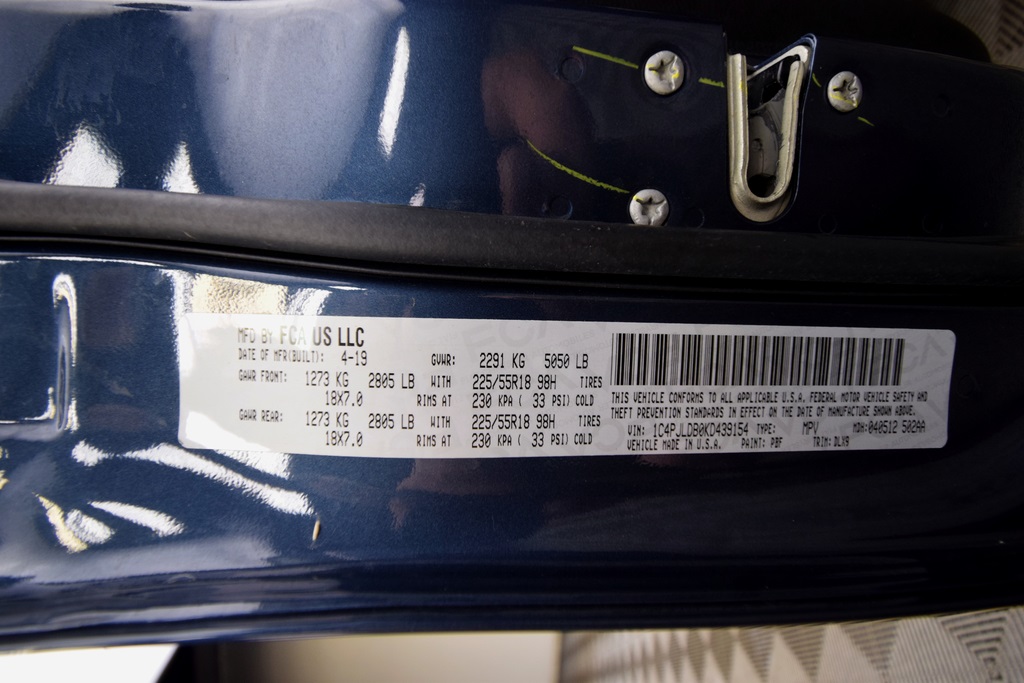 MFD BY FCA US LLC
DATE OF MFR(BUILT): 4-19 GVWR: 2291 KG 5050 LB
GAWR FRONT: 1273 KG 2805 LB WITH 225/55R18 98H TIRES
18X7.0 RIMS AT 230 KPA ( 33 PSI) COLD
GAWR REAR: 1273 KG 2805 LB WITH 225/55R18 98H TIRES
18X7.0 RIMS AT 230 KPA ( 33 PSI) COLD
THIS VEHICLE CONFORMS TO ALL APPLICABLE U.S.A. FEDERAL MOTOR VEHICLE SAFETY AND
THEFT PREVENTION STANDARDS IN EFFECT ON THE DATE OF MANUFACTURE SHOWN ABOVE.
VIN: 1C4PJLDB0KD439154 TYPE: MPV MDH: 040512 502AA
VEHICLE MADE IN U.S.A. PAINT: PBF TRIM: DLX9